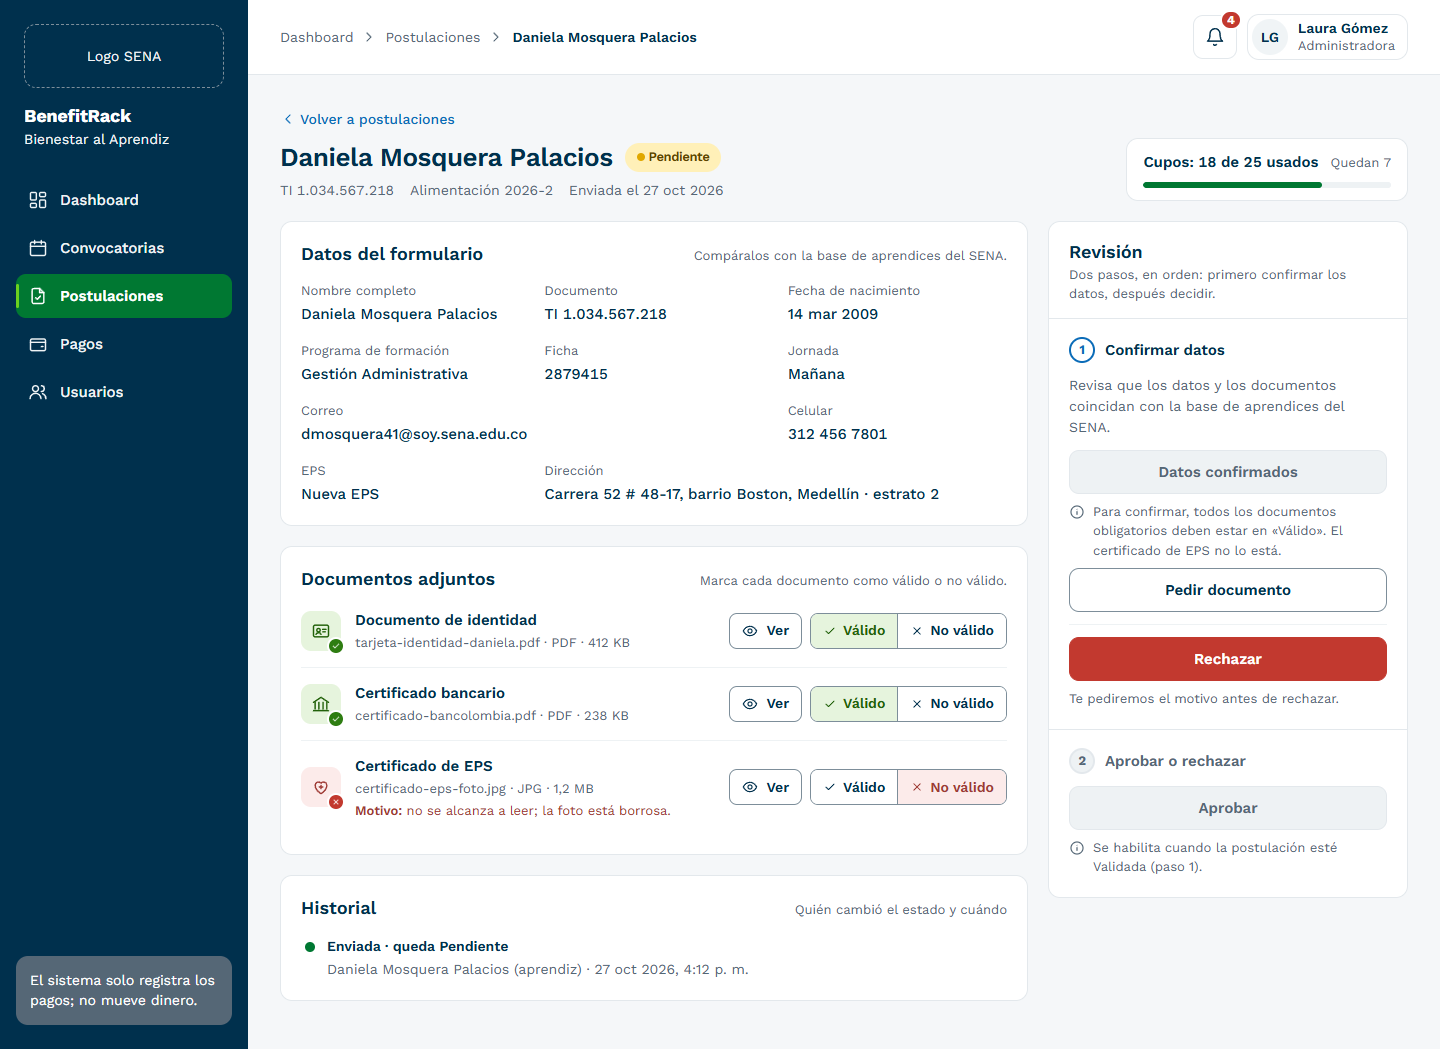 Logo SENA
BenefitRack
Bienestar al Aprendiz
Dashboard
Convocatorias
Postulaciones
Pagos
Usuarios
El sistema solo registra los
pagos; no mueve dinero.
Dashboard > Postulaciones > Daniela Mosquera Palacios
4
LG
Laura Gómez
Administradora
Volver a postulaciones
Daniela Mosquera Palacios
Pendiente
TI 1.034.567.218 Alimentación 2026-2 Enviada el 27 oct 2026
Cupos: 18 de 25 usados Quedan 7
Datos del formulario
Compáralos con la base de aprendices del SENA.
Nombre completo Documento Fecha de nacimiento
Daniela Mosquera Palacios TI 1.034.567.218 14 mar 2009
Programa de formación Ficha Jornada
Gestión Administrativa 2879415 Mañana
Correo Celular
dmosquera41@soy.sena.edu.co 312 456 7801
EPS Dirección
Nueva EPS Carrera 52 # 48-17, barrio Boston, Medellín · estrato 2
Documentos adjuntos
Marca cada documento como válido o no válido.
Documento de identidad
tarjeta-identidad-daniela.pdf · PDF · 412 KB
Ver Válido No válido
Certificado bancario
certificado-bancolombia.pdf · PDF · 238 KB
Ver Válido No válido
Certificado de EPS
certificado-eps-foto.jpg · JPG · 1,2 MB
Motivo: no se alcanza a leer; la foto está borrosa.
Ver Válido No válido
Historial
Quién cambió el estado y cuándo
Enviada · queda Pendiente
Daniela Mosquera Palacios (aprendiz) · 27 oct 2026, 4:12 p. m.
Revisión
Dos pasos, en orden: primero confirmar los
datos, después decidir.
1 Confirmar datos
Revisa que los datos y los documentos
coincidan con la base de aprendices del
SENA.
Datos confirmados
Para confirmar, todos los documentos
obligatorios deben estar en «Válido». El
certificado de EPS no lo está.
Pedir documento
Rechazar
Te pediremos el motivo antes de rechazar.
2 Aprobar o rechazar
Aprobar
Se habilita cuando la postulación esté
Validada (paso 1).